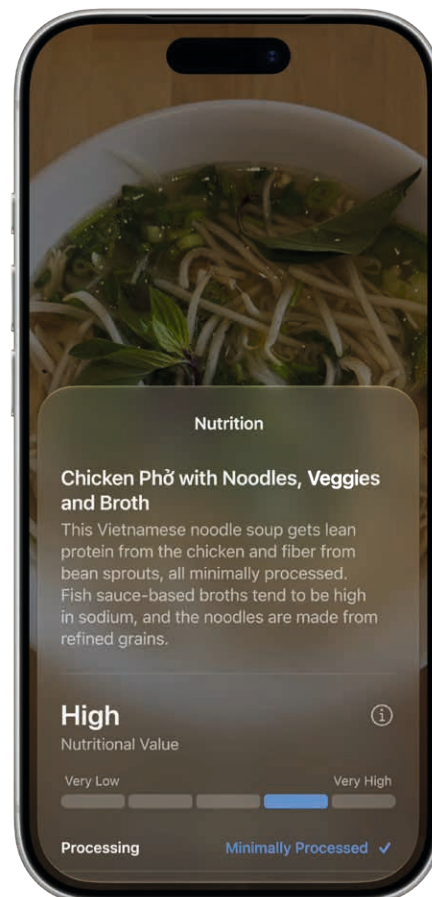 Nutrition
Chicken Phở with Noodles, Veggies
and Broth
This Vietnamese noodle soup gets lean
protein from the chicken and fiber from
bean sprouts, all minimally processed.
Fish sauce-based broths tend to be high
in sodium, and the noodles are made from
refined grains.
High
Nutritional Value
Very Low Very High
Processing Minimally Processed